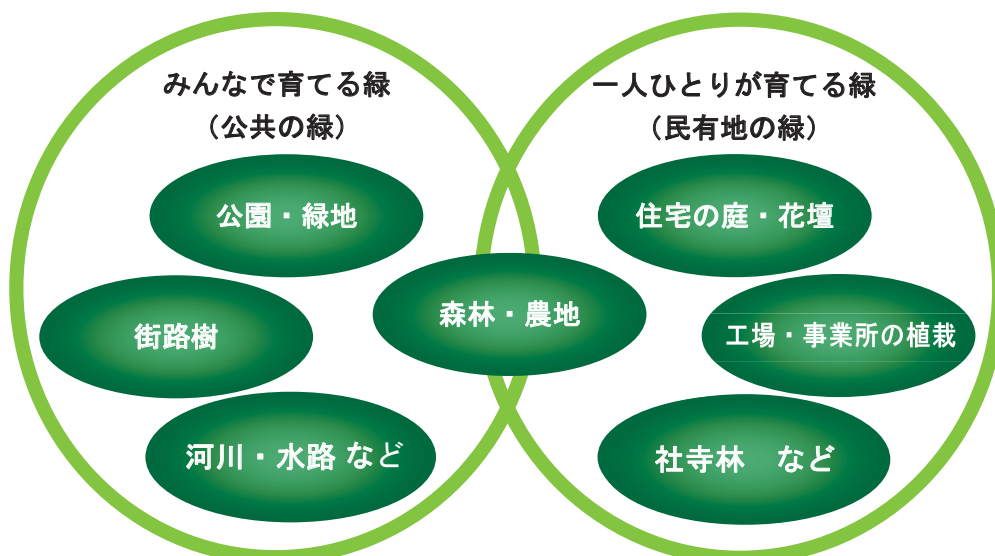 みんなで育てる緑
（公共の緑）
公園・緑地
街路樹
河川・水路 など
森林・農地
一人ひとりが育てる緑
（民有地の緑）
住宅の庭・花壇
工場・事業所の植栽
社寺林　など